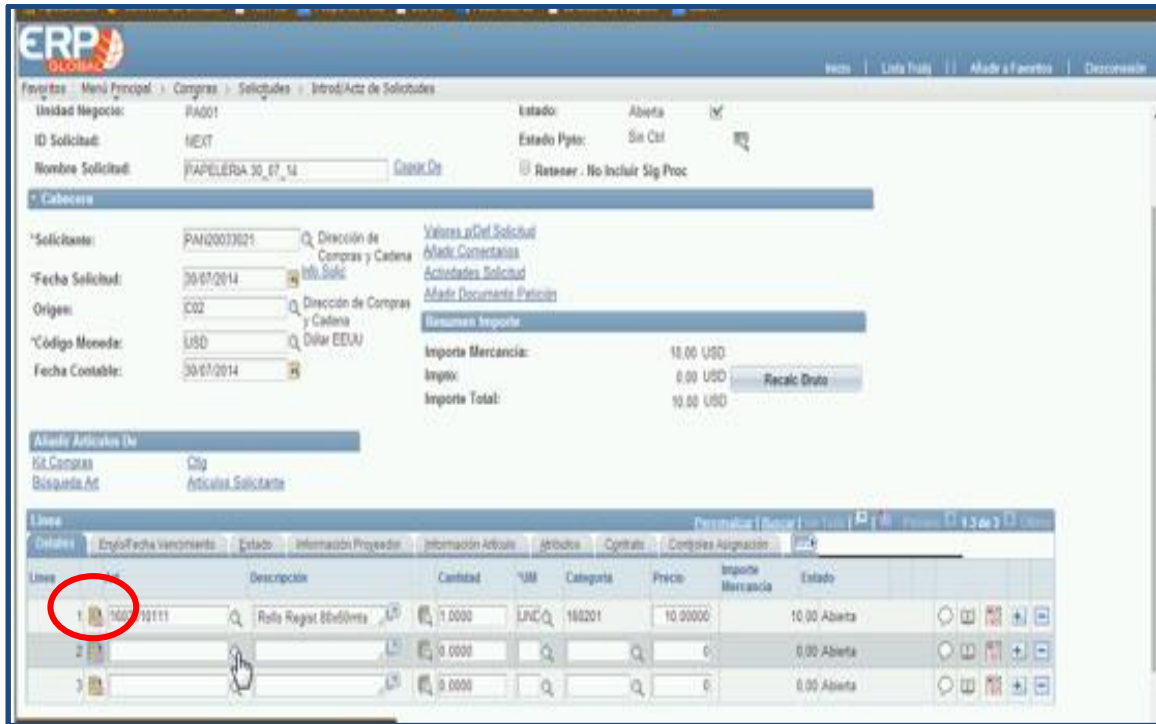 ERP
GLOBAL
Inicio | Lista Trabj | | Añadir a Favoritos | Desconexión
Favoritos Menú Principal > Compras > Solicitudes > Introd/Actz de Solicitudes
Unidad Negocio: PA001 Estado: Abierta
ID Solicitud: NEXT Estado Ppto: Sin Ctrl
Nombre Solicitud: PAPELERIA 30_07_14 Copiar De Retener - No Incluir Sig Proc
Cabecera
*Solicitante: PAN20033021 Dirección de Compras y Cadena Valores p/Def Solicitud
Info Solic Añadir Comentarios
*Fecha Solicitud: 30/07/2014 Actividades Solicitud
Añadir Documento Petición
Origen: C02 Dirección de Compras y Cadena
Resumen Importe
*Código Moneda: USD Dólar EEUU Importe Mercancía: 10.00 USD
Fecha Contable: 30/07/2014 Impto: 0.00 USD Recalc Bruto
Importe Total: 10.00 USD
Añadir Artículos De
Kit Compras Ctlg
Búsqueda Art Artículos Solicitante
Línea Personalizar | Buscar | 1-3 de 3
Detalles Envío/Fecha Vencimiento Estado Información Proveedor Información Artículo Atributos Contrato Controles Asignación
Línea Descripción Cantidad *UM Categoría Precio Importe Mercancía Estado
1 Rollo Regist 80x60mts 1.0000 UND 160201 10.00000 10.00 Abierta
2 0.0000 0 0.00 Abierta
3 0.0000 0 0.00 Abierta